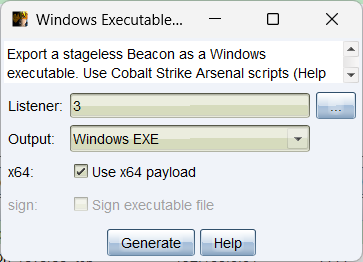 Windows Executable...
Export a stageless Beacon as a Windows
executable. Use Cobalt Strike Arsenal scripts (Help
Listener: 3 ...
Output: Windows EXE
x64: Use x64 payload
sign: Sign executable file
Generate Help